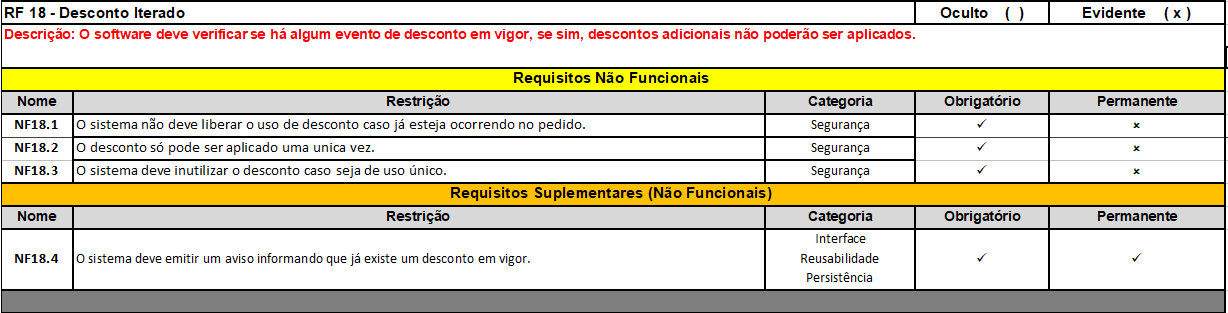 RF 18 - Desconto Iterado Oculto ( ) Evidente ( x )
Descrição: O software deve verificar se há algum evento de desconto em vigor, se sim, descontos adicionais não poderão ser aplicados.
Requisitos Não Funcionais
Nome Restrição Categoria Obrigatório Permanente
NF18.1 O sistema não deve liberar o uso de desconto caso já esteja ocorrendo no pedido. Segurança ✓ ×
NF18.2 O desconto só pode ser aplicado uma unica vez. Segurança ✓ ×
NF18.3 O sistema deve inutilizar o desconto caso seja de uso único. Segurança ✓ ×
Requisitos Suplementares (Não Funcionais)
Nome Restrição Categoria Obrigatório Permanente
NF18.4 O sistema deve emitir um aviso informando que já existe um desconto em vigor. Interface Reusabilidade Persistência ✓ ✓